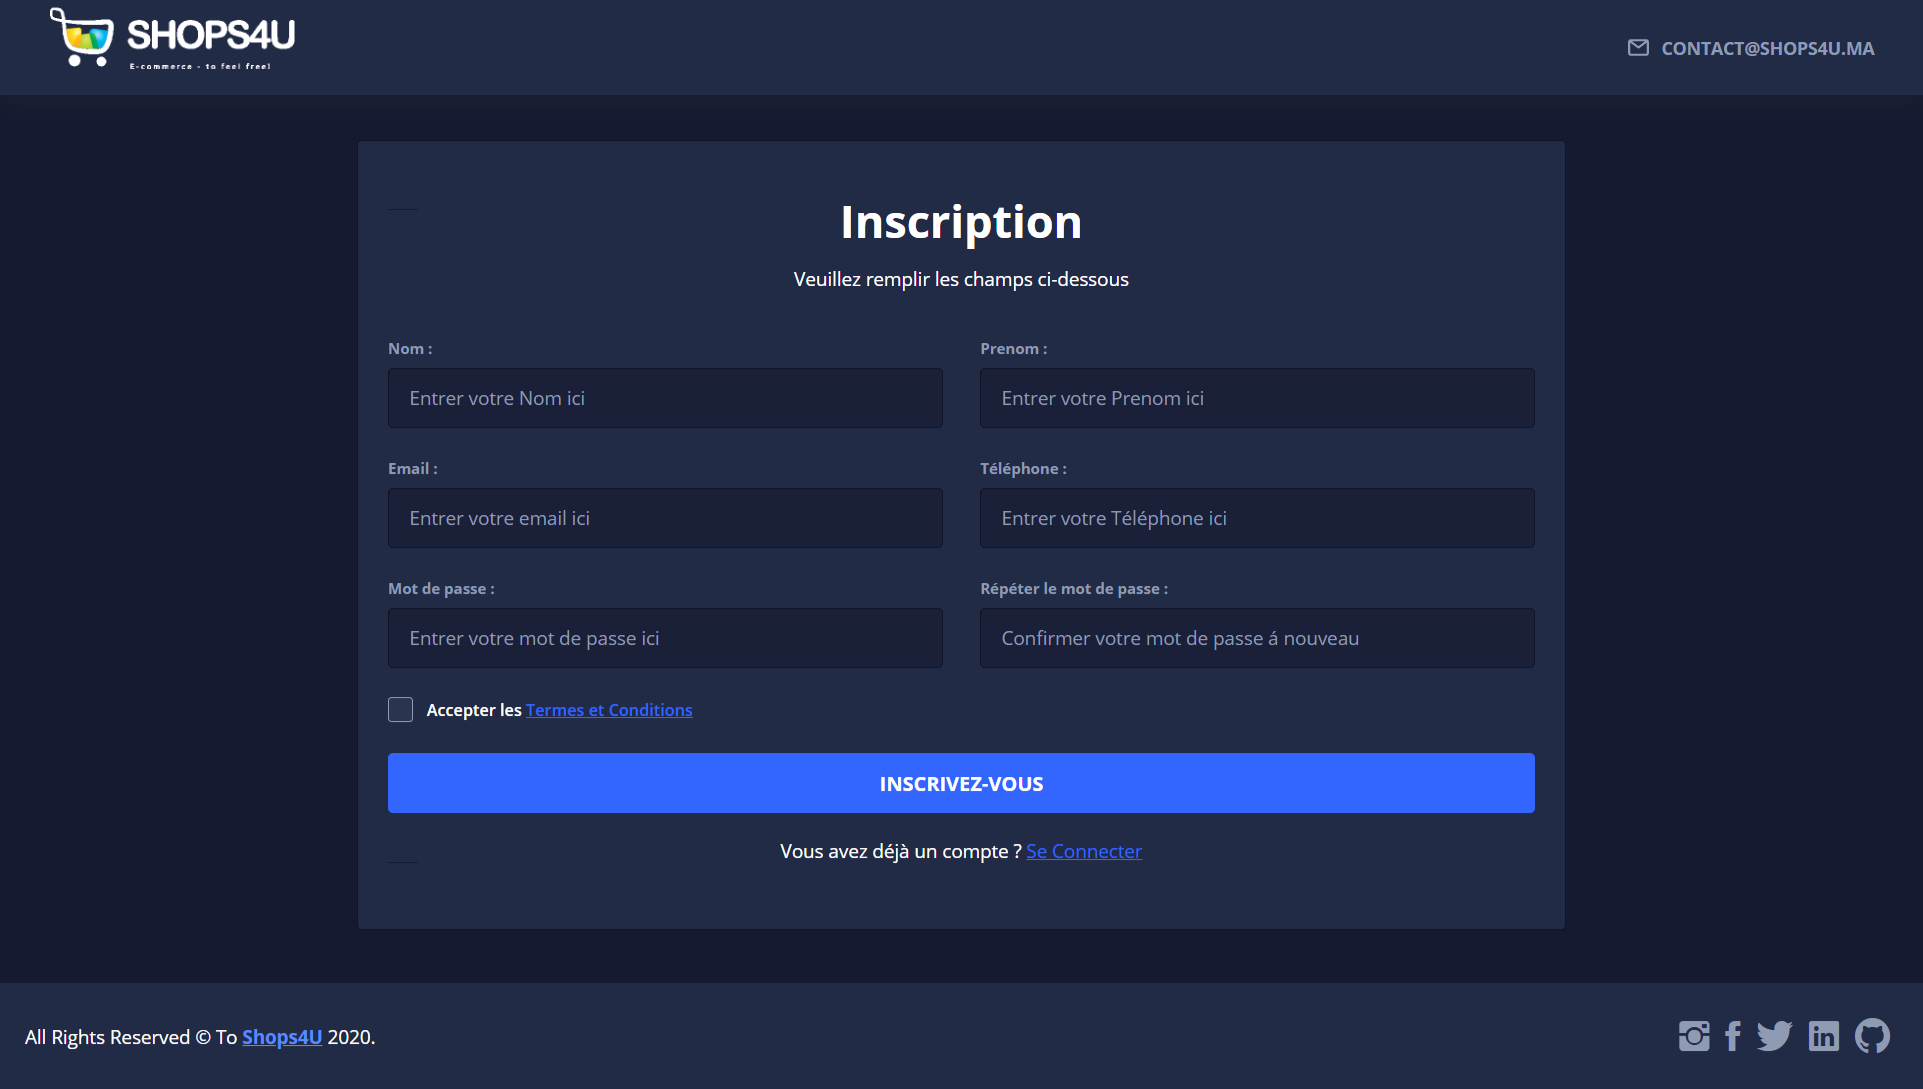 SHOPS4U
E-commerce - to feel free!
CONTACT@SHOPS4U.MA
Inscription
Veuillez remplir les champs ci-dessous
Nom :
Prenom :
Entrer votre Nom ici
Entrer votre Prenom ici
Email :
Téléphone :
Entrer votre email ici
Entrer votre Téléphone ici
Mot de passe :
Répéter le mot de passe :
Entrer votre mot de passe ici
Confirmer votre mot de passe á nouveau
Accepter les Termes et Conditions
INSCRIVEZ-VOUS
Vous avez déjà un compte ? Se Connecter
All Rights Reserved © To Shops4U 2020.